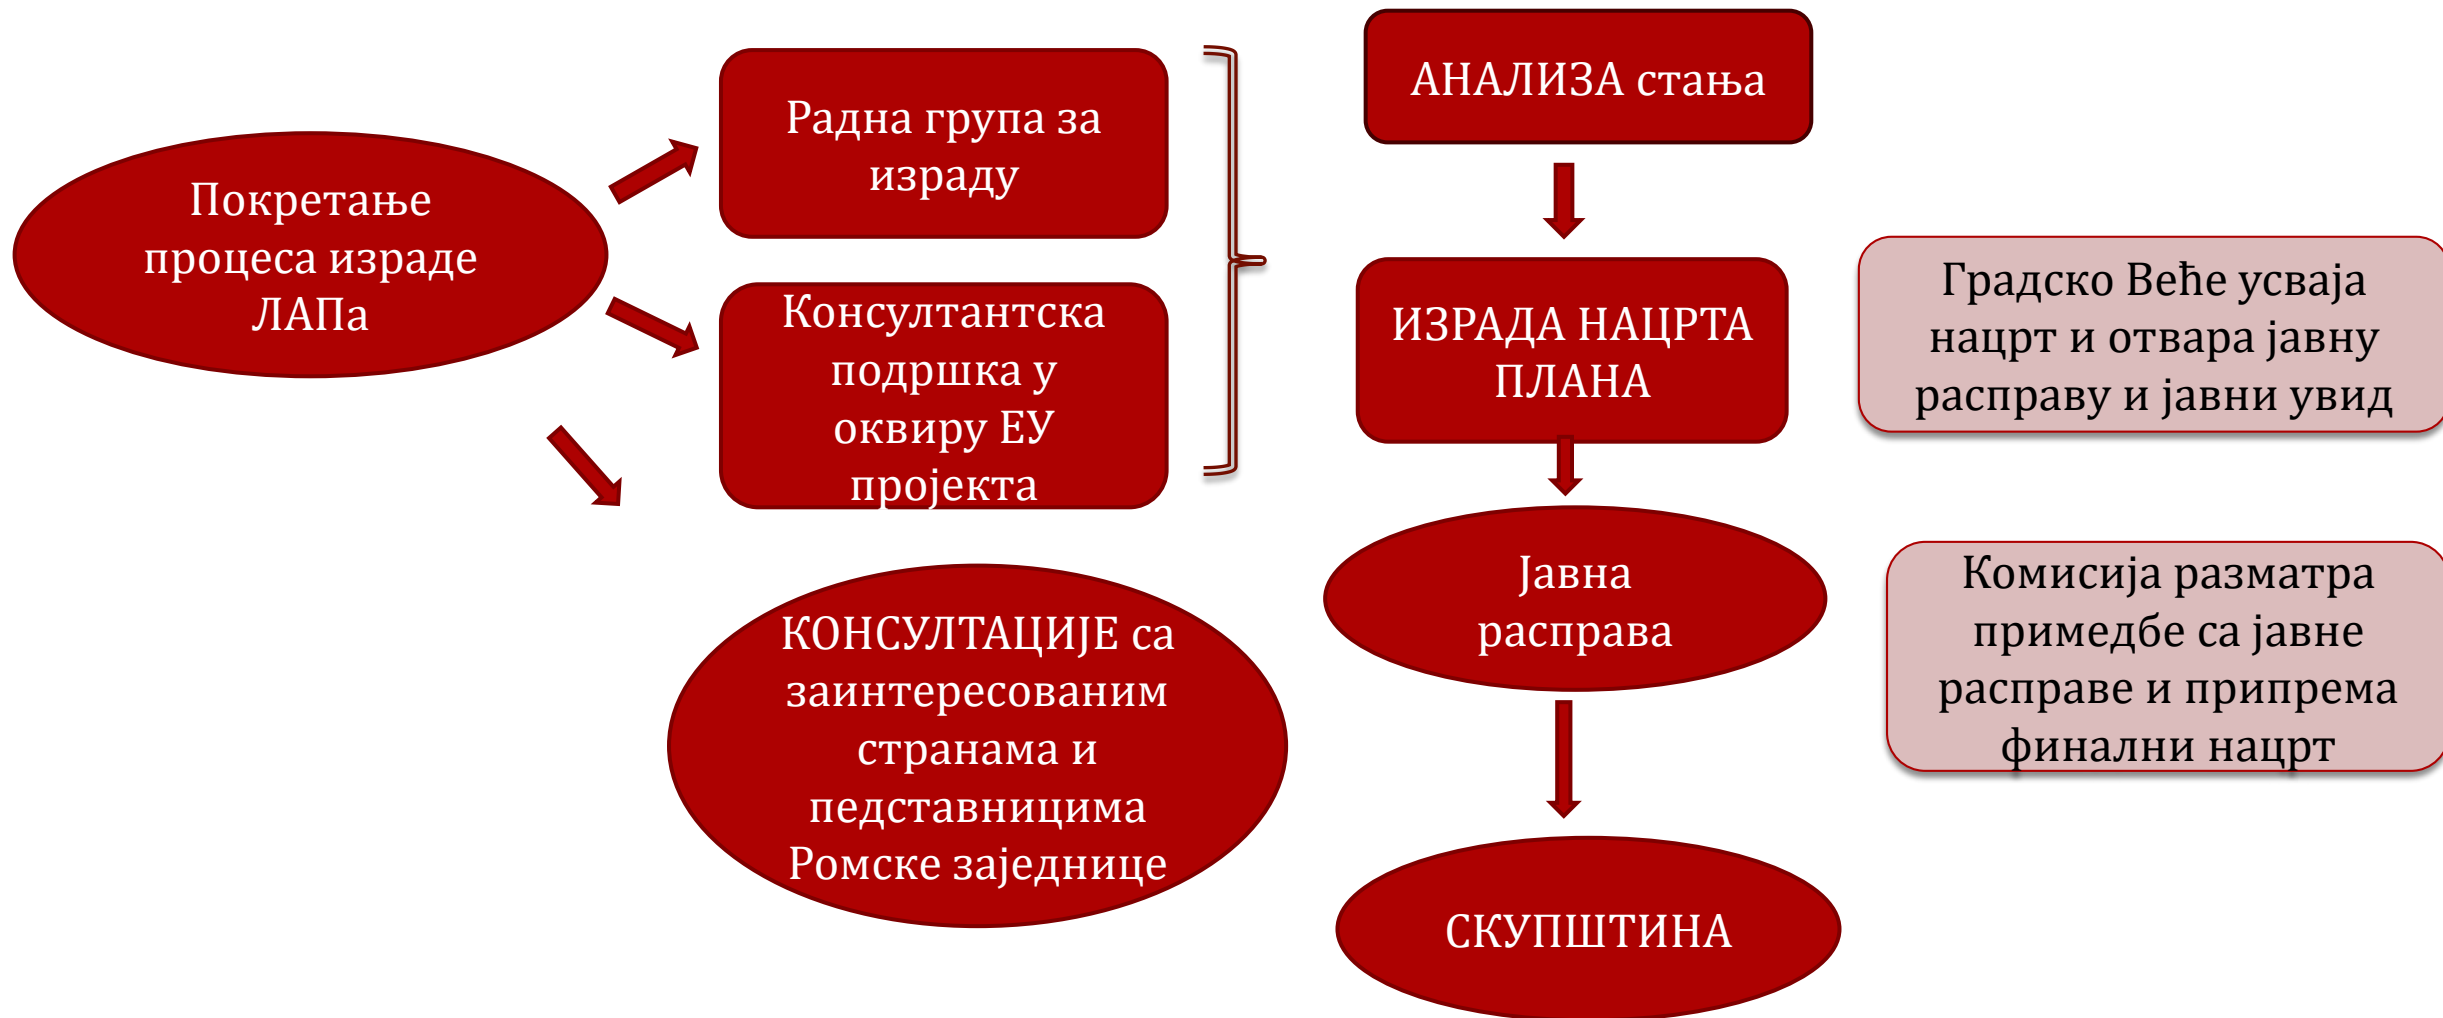 Покретање
процеса израде
ЛАПа
Радна група за
израду
Консултантска
подршка у
оквиру ЕУ
пројекта
КОНСУЛТАЦИЈЕ са
заинтересованим
странама и
педставницима
Ромске заједнице
АНАЛИЗА стања
ИЗРАДА НАЦРТА
ПЛАНА
Јавна
расправа
СКУПШТИНА
Градско Веће усваја
нацрт и отвара јавну
расправу и јавни увид
Комисија разматра
примедбе са јавне
расправе и припрема
финални нацрт